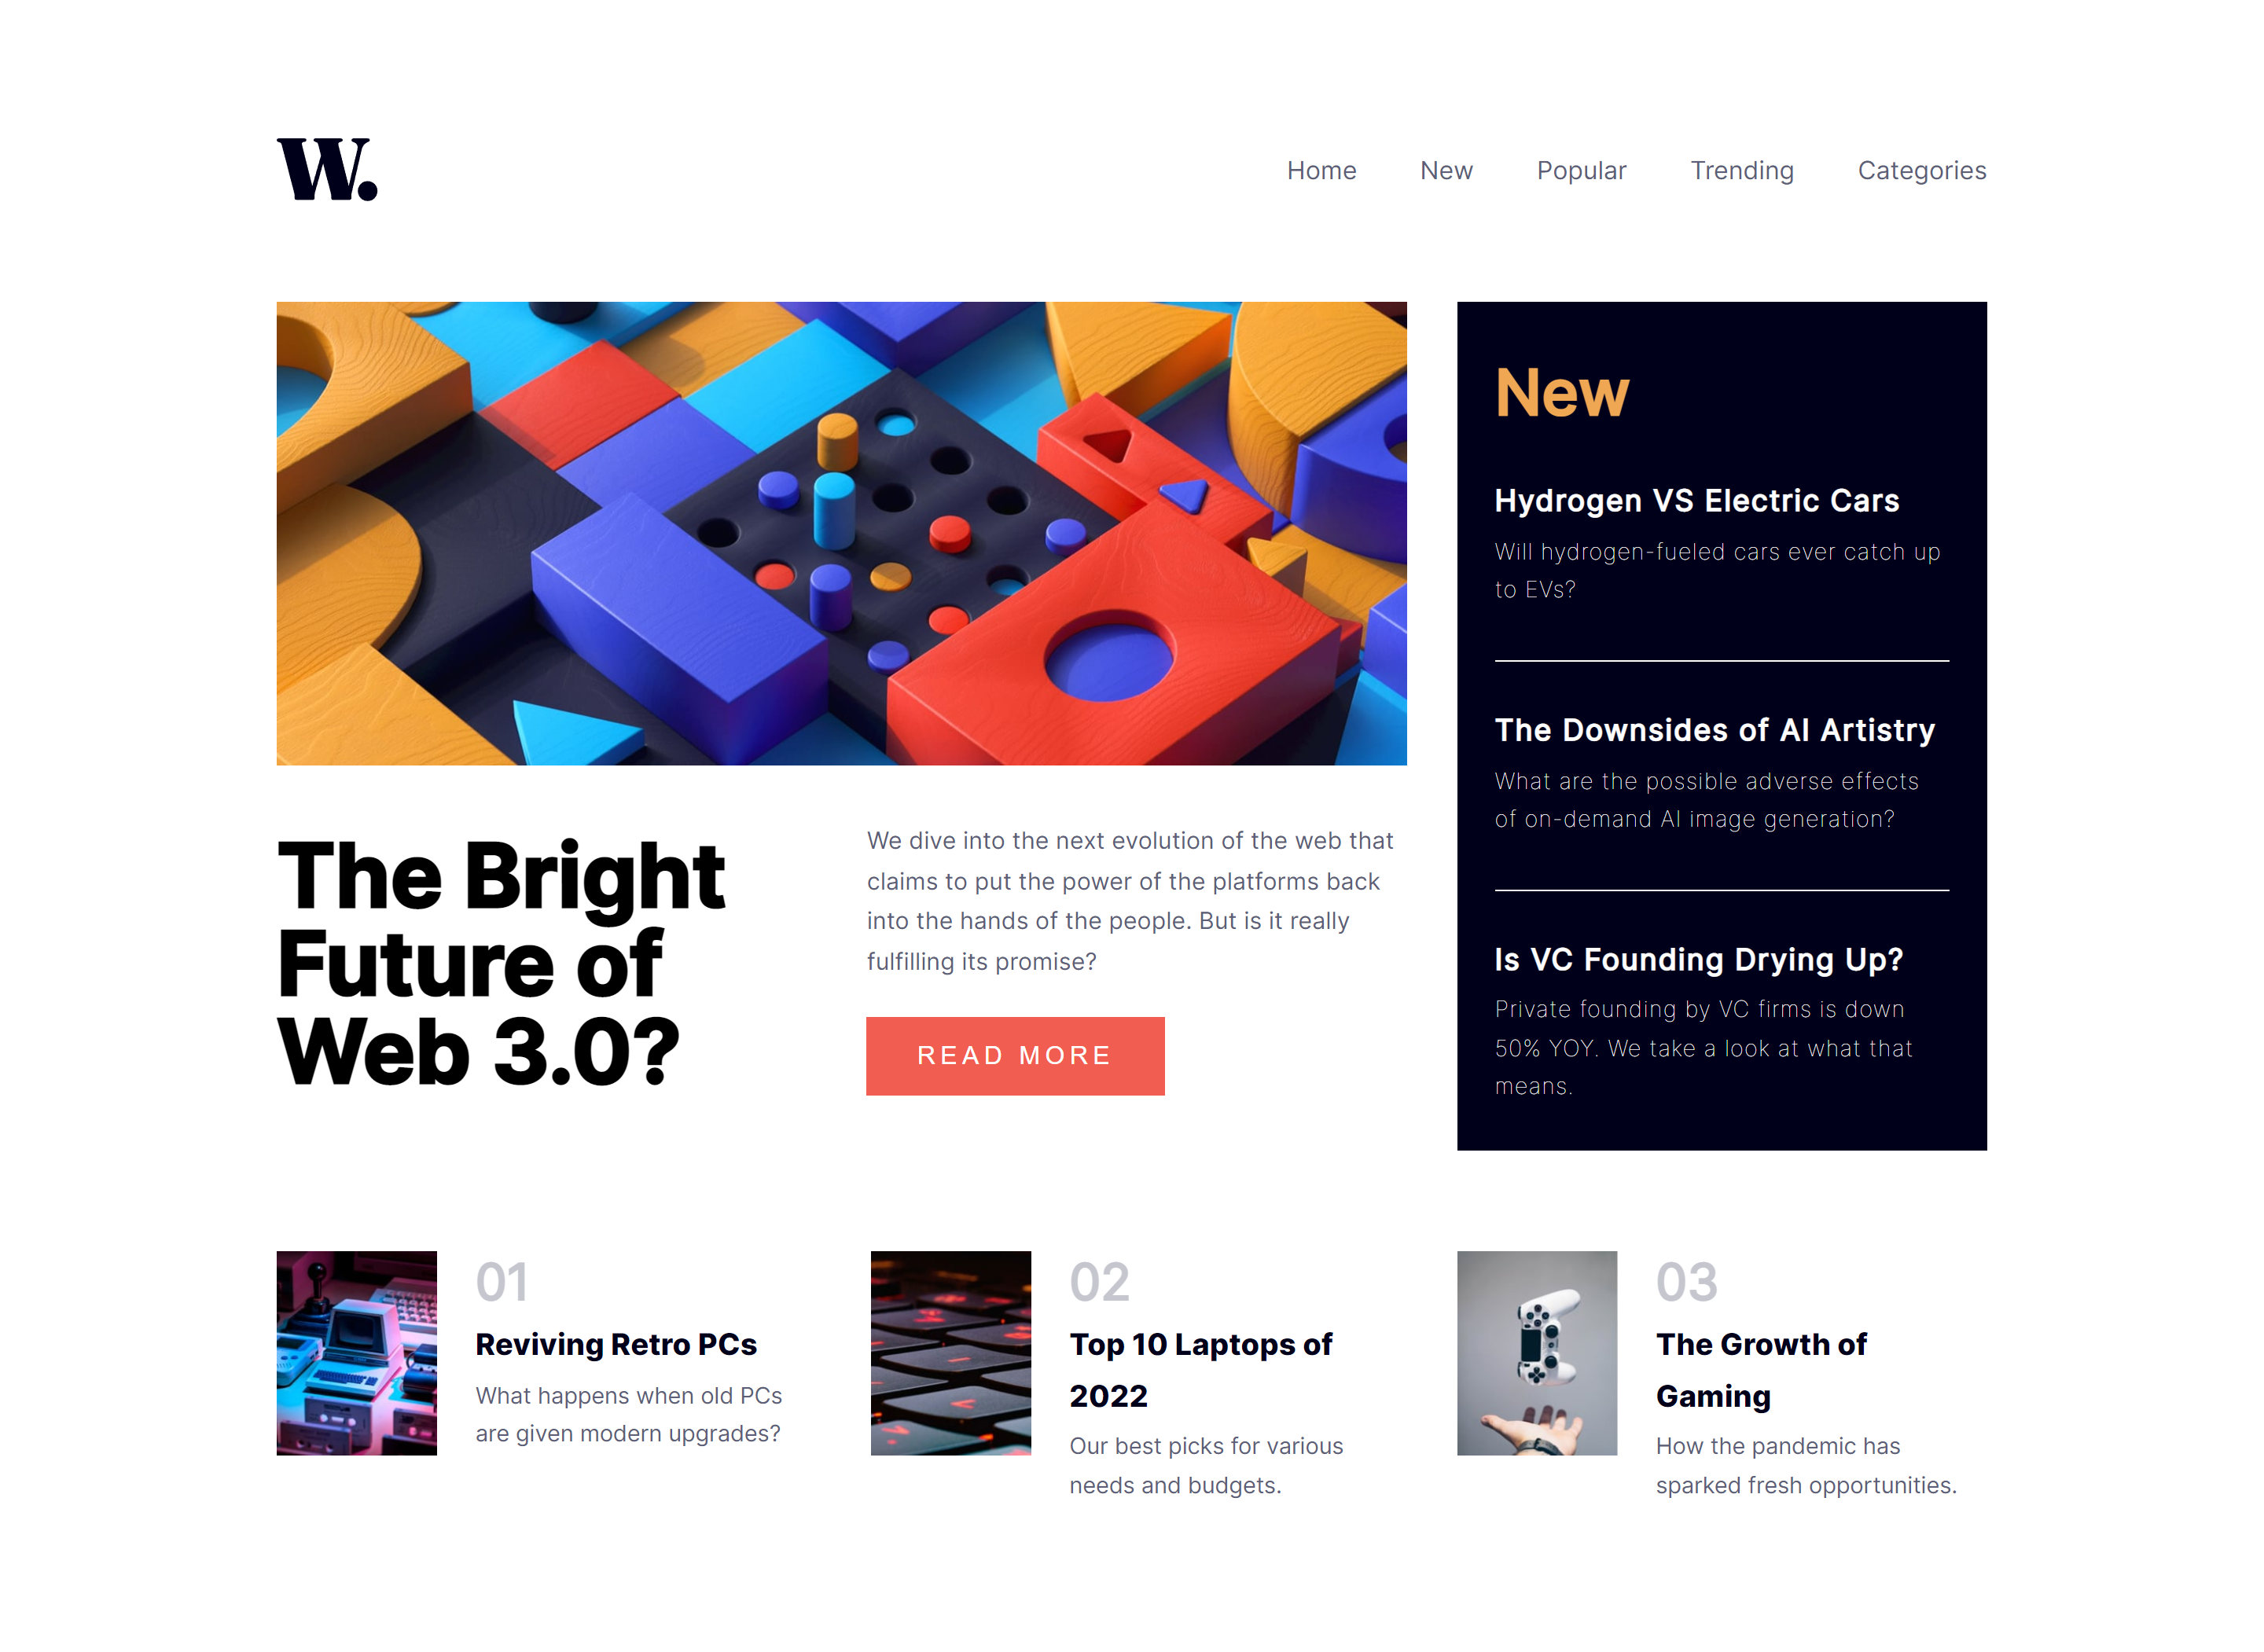 W.
Home New Popular Trending Categories
The Bright
Future of
Web 3.0?
We dive into the next evolution of the web that
claims to put the power of the platforms back
into the hands of the people. But is it really
fulfilling its promise?
READ MORE
New
Hydrogen VS Electric Cars
Will hydrogen-fueled cars ever catch up
to EVs?
The Downsides of AI Artistry
What are the possible adverse effects
of on-demand AI image generation?
Is VC Founding Drying Up?
Private founding by VC firms is down
50% YOY. We take a look at what that
means.
01
Reviving Retro PCs
What happens when old PCs
are given modern upgrades?
02
Top 10 Laptops of
2022
Our best picks for various
needs and budgets.
03
The Growth of
Gaming
How the pandemic has
sparked fresh opportunities.